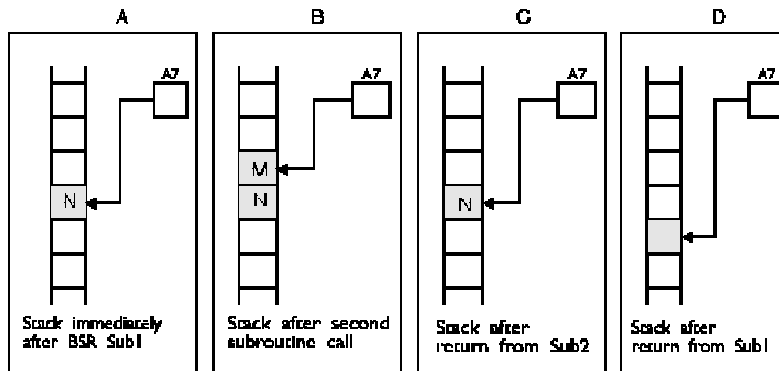 A
B
C
D
A7
A7
A7
A7
M
N
N
N
Stack immediately
after BSR Sub1
Stack after second
subroutine call
Stack after
return from Sub2
Stack after
return from Sub1